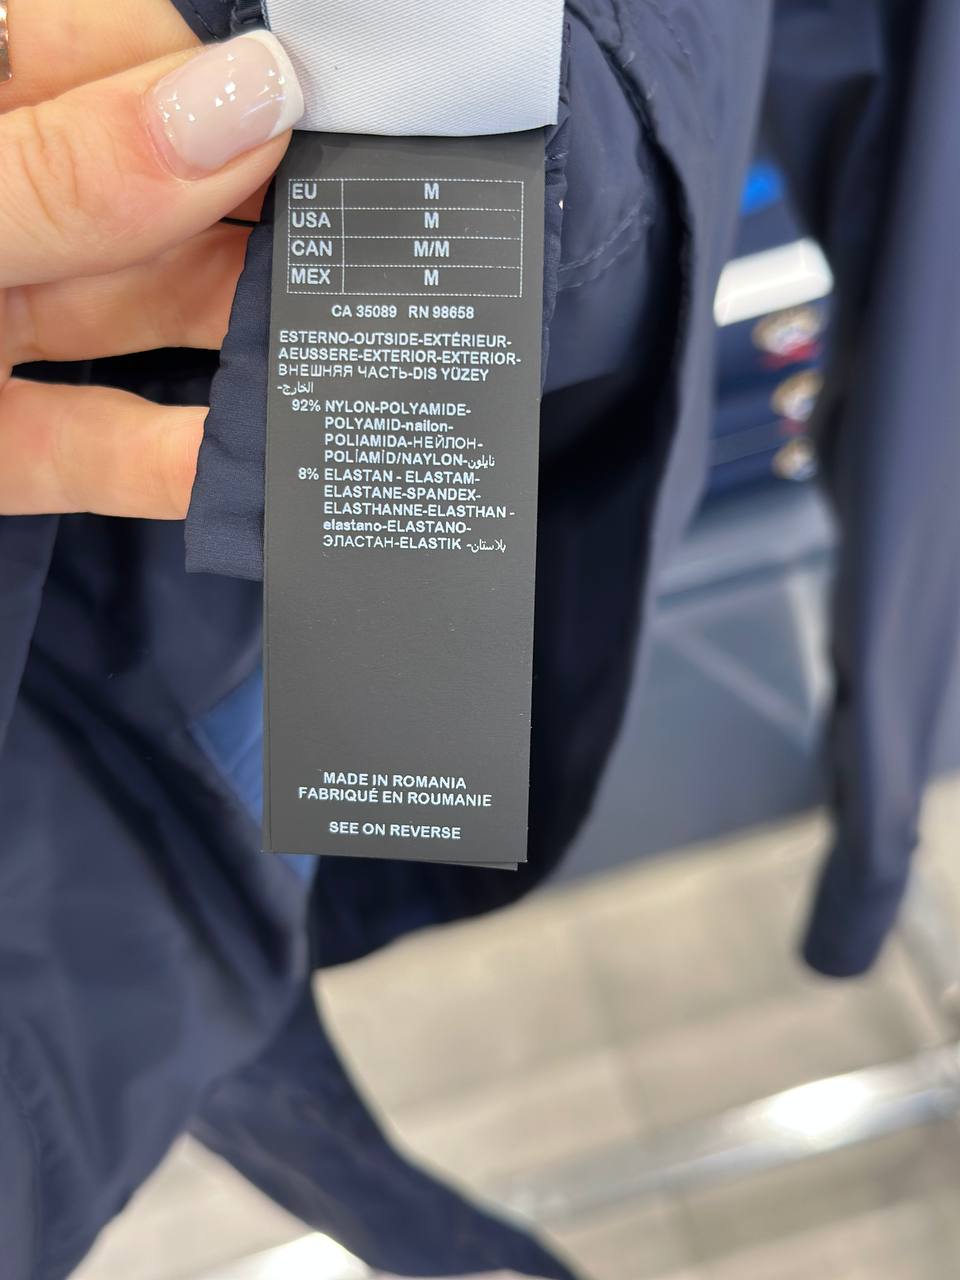 EU M
USA M
CAN M/M
MEX M
CA 35089 RN 98658
ESTERNO-OUTSIDE-EXTÉRIEUR-
AEUSSERE-EXTERIOR-EXTERIOR-
ВНЕШНЯЯ ЧАСТЬ-DIS YÜZEY
-الخارج
92% NYLON-POLYAMIDE-
POLYAMID-nailon-
POLIAMIDA-НЕЙЛОН-
POLİAMİD/NAYLON-نايلون
8% ELASTAN - ELASTAM-
ELASTANE-SPANDEX-
ELASTHANNE-ELASTHAN -
elastano-ELASTANO-
ЭЛАСТАН-ELASTIK -بلاستان
MADE IN ROMANIA
FABRIQUÉ EN ROUMANIE
SEE ON REVERSE